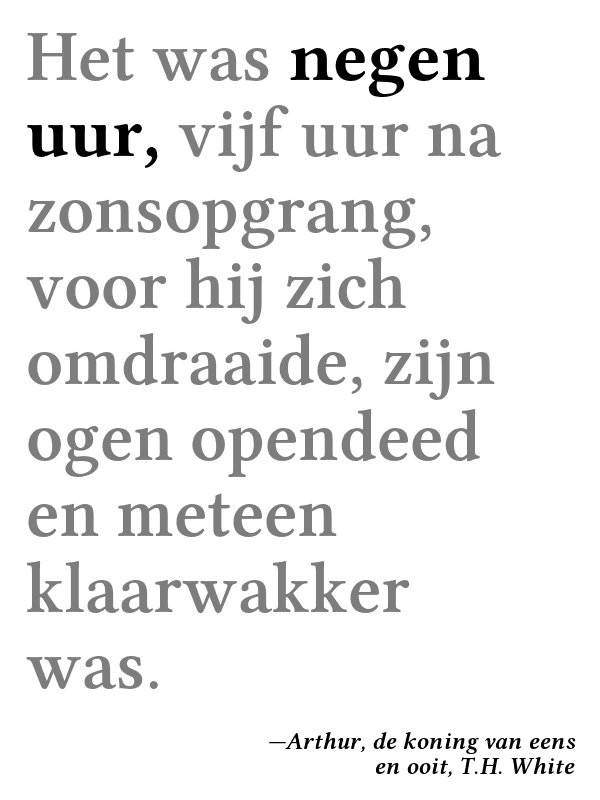 Het was negen
uur, vijf uur na
zonsopgrang,
voor hij zich
omdraaide, zijn
ogen opendeed
en meteen
klaarwakker
was.
—Arthur, de koning van eens
en ooit, T.H. White